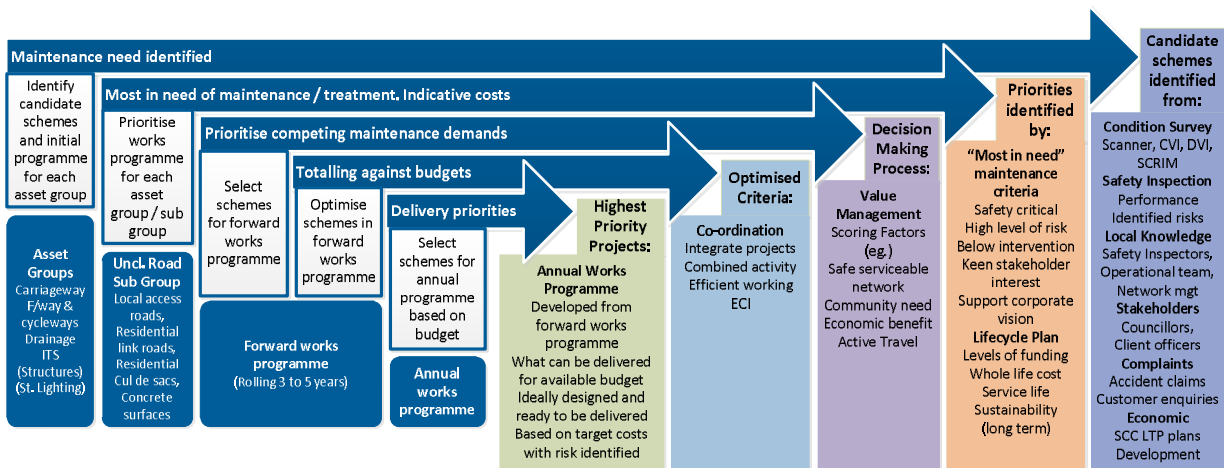 Maintenance need identified
Identify
candidate
schemes
and initial
programme
for each
asset group
Asset
Groups
Carriageway
F/way &
cycleways
Drainage
ITS
(Structures)
(St. Lighting)
Most in need of maintenance / treatment. Indicative costs
Prioritise
works
programme
for each
asset
group / sub
group
Uncl. Road
Sub Group
Local access
roads,
Residential
link roads,
Residential
Cul de sacs,
Concrete
surfaces
Prioritise competing maintenance demands
Select
schemes
for forward
works
programme
Totalling against budgets
Optimise
schemes in
forward
works
programme
Forward works
programme
(Rolling 3 to 5 years)
Delivery priorities
Select
schemes for
annual
programme
based on
budget
Annual
works
programme
Highest
Priority
Projects:
Annual Works
Programme
Developed from
forward works
programme
What can be delivered
for available budget
Ideally designed and
ready to be delivered
Based on target costs
with risk identified
Optimised
Criteria:
Co-ordination
Integrate projects
Combined activity
Efficient working
ECI
Decision
Making
Process:
Value
Management
Scoring Factors
(eg.)
Safe serviceable
network
Community need
Economic benefit
Active Travel
Priorities
identified
by:
“Most in need”
maintenance
criteria
Safety critical
High level of risk
Below intervention
Keen stakeholder
interest
Support corporate
vision
Lifecycle Plan
Levels of funding
Whole life cost
Service life
Sustainability
(long term)
Candidate
schemes
identified
from:
Condition Survey
Scanner, CVI, DVI,
SCRIM
Safety Inspection
Performance
Identified risks
Local Knowledge
Safety Inspectors,
Operational team,
Network mgt
Stakeholders
Councillors,
Client officers
Complaints
Accident claims
Customer enquiries
Economic
SCC LTP plans
Development